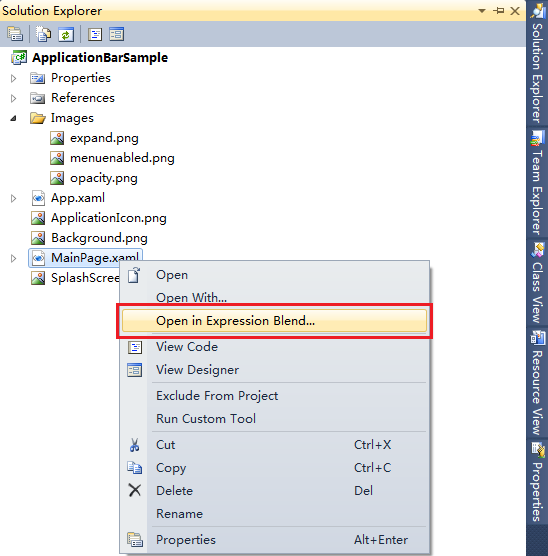 Solution Explorer
ApplicationBarSample
Properties
References
Images
expand.png
menuenabled.png
opacity.png
App.xaml
ApplicationIcon.png
Background.png
MainPage.xaml
SplashScree
Open
Open With...
Open in Expression Blend...
View Code
View Designer
Exclude From Project
Run Custom Tool
Cut Ctrl+X
Copy Ctrl+C
Delete Del
Rename
Properties Alt+Enter
Solution Explorer
Team Explorer
Class View
Resource View
Properties